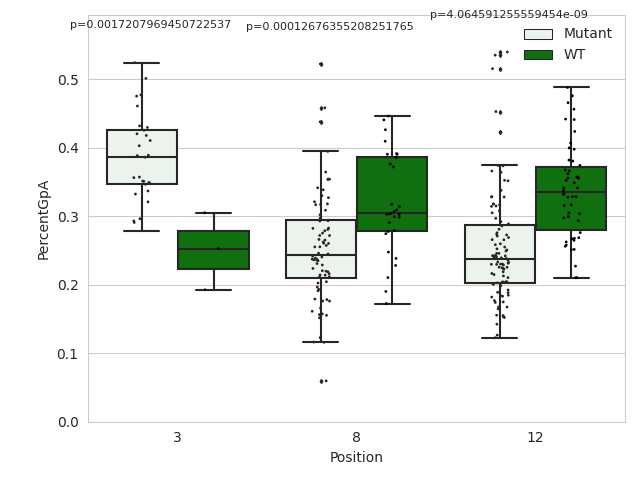 p=0.0017207969450722537
p=0.00012676355208251765
p=4.064591255559454e-09
Mutant
WT
0.5
0.4
0.3
0.2
0.1
0.0
PercentGpA
3
8
12
Position